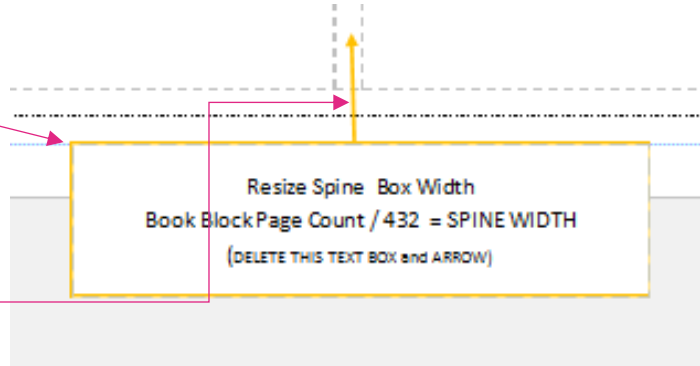 Resize Spine Box Width
Book Block Page Count / 432 = SPINE WIDTH
(DELETE THIS TEXT BOX and ARROW)